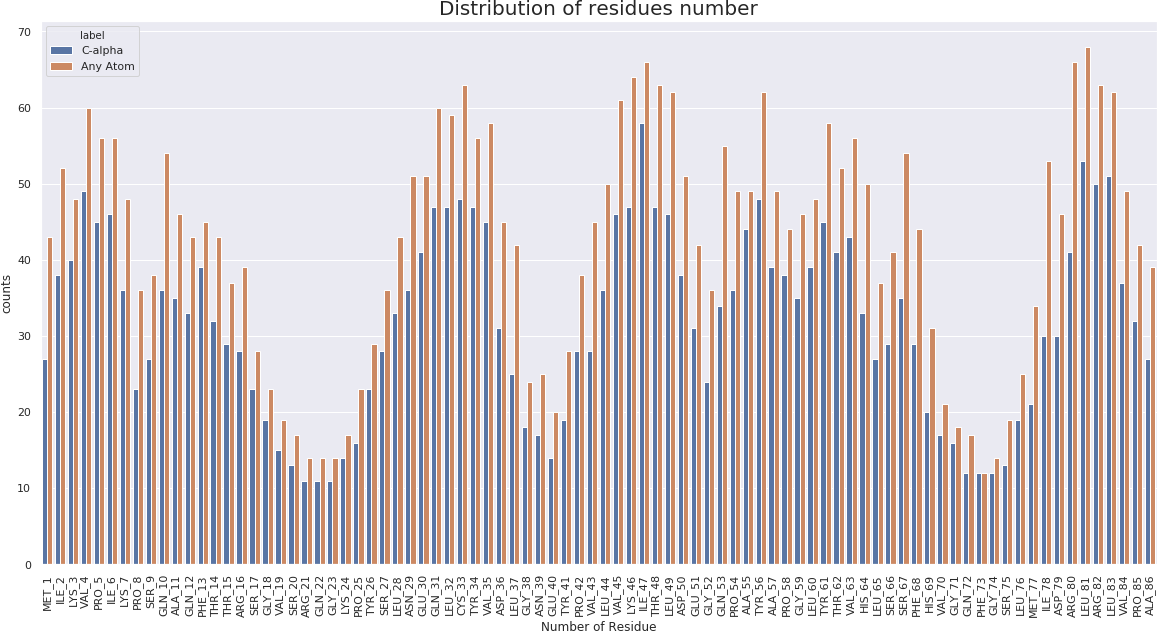 Distribution of residues number
label
C-alpha
Any Atom
70
60
50
40
30
20
10
0
counts
MET_1
ILE_2
LYS_3
VAL_4
PRO_5
ILE_6
LYS_7
PRO_8
SER_9
GLN_10
ALA_11
GLN_12
PHE_13
THR_14
THR_15
ARG_16
SER_17
GLY_18
VAL_19
SER_20
ARG_21
GLN_22
GLY_23
LYS_24
PRO_25
TYR_26
SER_27
LEU_28
ASN_29
GLU_30
GLN_31
LEU_32
CYS_33
TYR_34
VAL_35
ASP_36
LEU_37
GLY_38
ASN_39
GLU_40
TYR_41
PRO_42
VAL_43
LEU_44
VAL_45
LYS_46
ILE_47
THR_48
LEU_49
ASP_50
GLU_51
GLY_52
GLN_53
PRO_54
ALA_55
TYR_56
ALA_57
PRO_58
GLY_59
LEU_60
TYR_61
THR_62
VAL_63
HIS_64
LEU_65
SER_66
SER_67
PHE_68
HIS_69
VAL_70
GLY_71
GLN_72
PHE_73
GLY_74
SER_75
LEU_76
MET_77
ILE_78
ASP_79
ARG_80
LEU_81
ARG_82
LEU_83
VAL_84
PRO_85
ALA_86
Number of Residue